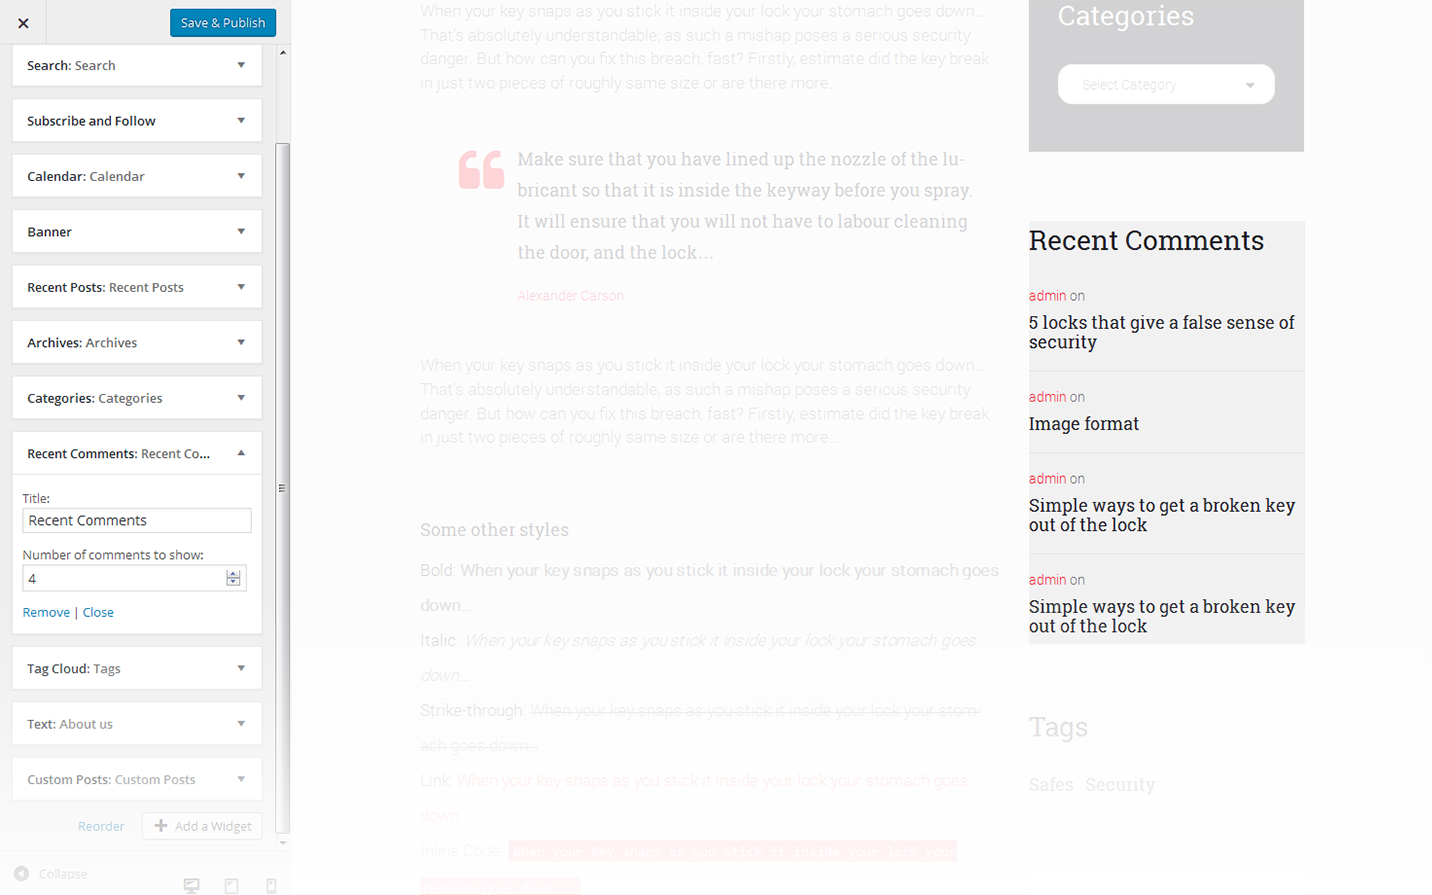 Save & Publish
Search: Search
Subscribe and Follow
Calendar: Calendar
Banner
Recent Posts: Recent Posts
Archives: Archives
Categories: Categories
Recent Comments: Recent Co...
Title:
Recent Comments
Number of comments to show:
4
Remove | Close
Tag Cloud: Tags
Text: About us
Custom Posts: Custom Posts
Reorder
Add a Widget
Collapse
When your key snaps as you stick it inside your lock your stomach goes down…
That's absolutely understandable, as such a mishap poses a serious security
danger. But how can you fix this breach, fast? Firstly, estimate did the key break
in just two pieces of roughly same size or are there more…
Make sure that you have lined up the nozzle of the lu-
bricant so that it is inside the keyway before you spray.
It will ensure that you will not have to labour cleaning
the door, and the lock…
Alexander Carson
When your key snaps as you stick it inside your lock your stomach goes down…
That's absolutely understandable, as such a mishap poses a serious security
danger. But how can you fix this breach, fast? Firstly, estimate did the key break
in just two pieces of roughly same size or are there more…
Some other styles
Bold: When your key snaps as you stick it inside your lock your stomach goes
down…
Italic: When your key snaps as you stick it inside your lock your stomach goes
down…
Strike-through: When your key snaps as you stick it inside your lock your stom-
ach goes down…
Link: When your key snaps as you stick it inside your lock your stomach goes
down
Inline Code: When your key snaps as you stick it inside your lock your
Categories
Select Category
Recent Comments
admin on
5 locks that give a false sense of
security
admin on
Image format
admin on
Simple ways to get a broken key
out of the lock
admin on
Simple ways to get a broken key
out of the lock
Tags
Safes Security